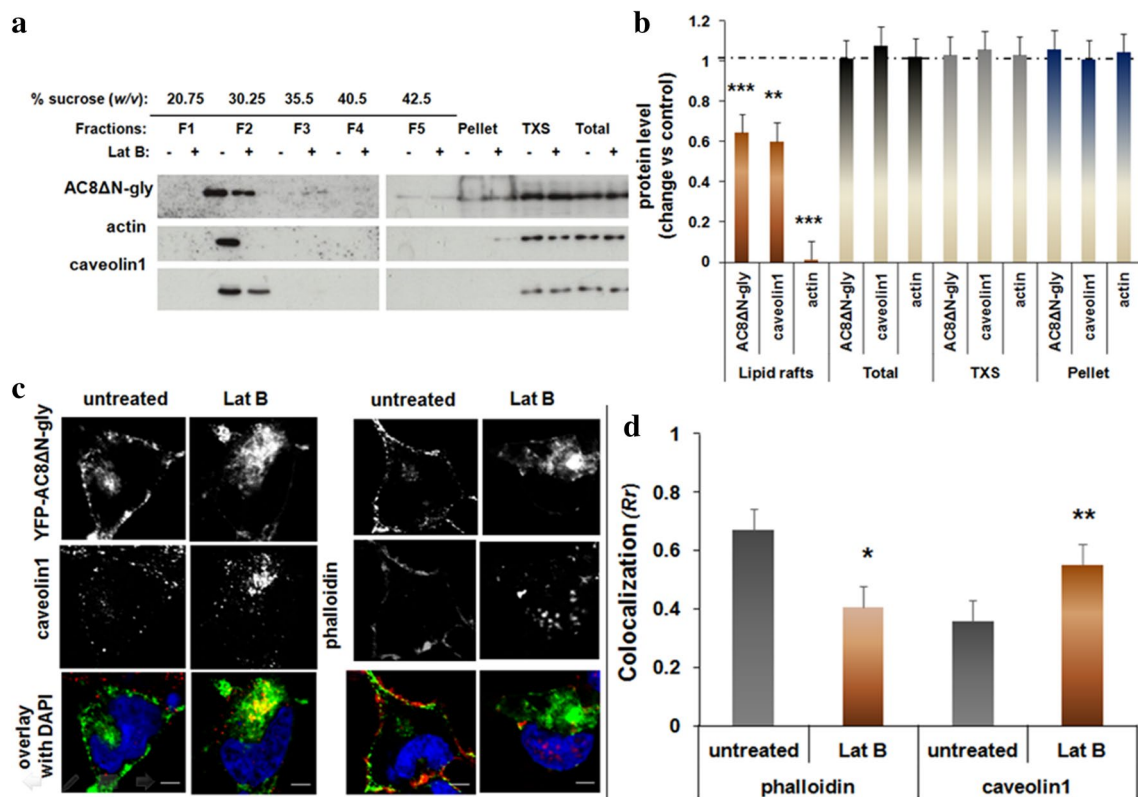 a
% sucrose (w/v): 20.75 30.25 35.5 40.5 42.5
Fractions: F1 F2 F3 F4 F5 Pellet TXS Total
Lat B: - + - + - + - + - + - + - + - +
AC8ΔN-gly
actin
caveolin1
b
protein level
(change vs control)
1.2
1
0.8
0.6
0.4
0.2
0
*** ** ***
AC8ΔN-gly caveolin1 actin AC8ΔN-gly caveolin1 actin AC8ΔN-gly caveolin1 actin AC8ΔN-gly caveolin1 actin
Lipid rafts Total TXS Pellet
c
untreated Lat B untreated Lat B
YFP-AC8ΔN-gly
caveolin1
phalloidin
overlay
with DAPI
d
Colocalization (Rr)
1
0.8
0.6
0.4
0.2
0
* **
untreated Lat B untreated Lat B
phalloidin caveolin1